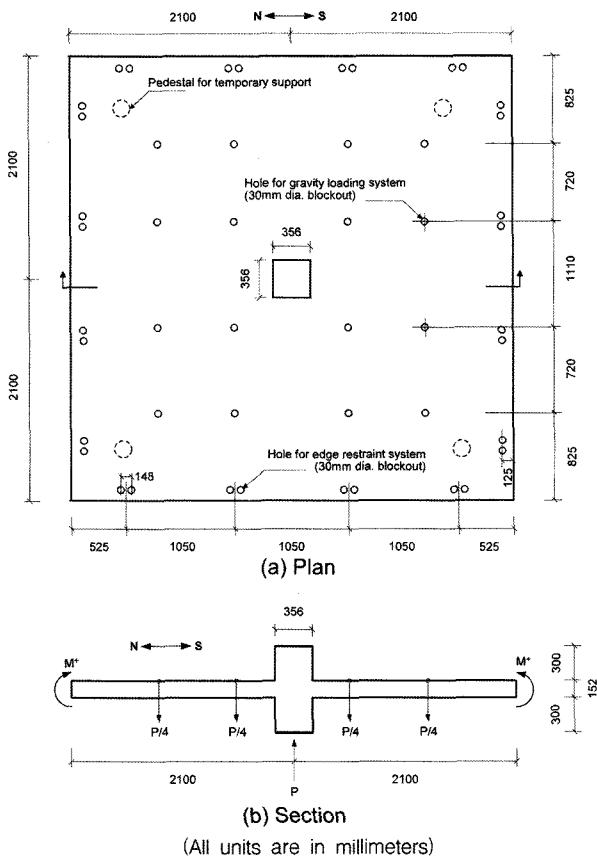 2100
N
S
2100
Pedestal for temporary support
825
2100
720
Hole for gravity loading system
(30mm dia. blockout)
356
356
1110
2100
720
Hole for edge restraint system
(30mm dia. blockout)
148
125
825
525
1050
1050
1050
525
(a) Plan
356
N
S
M+
M+
300
152
300
P/4
P/4
P/4
P/4
2100
2100
P
(b) Section
(All units are in millimeters)